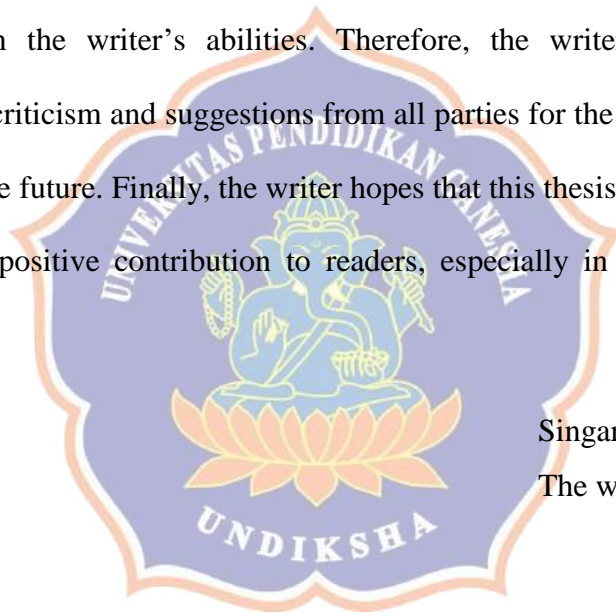 n the writer’s abilities. Therefore, the write
criticism and suggestions from all parties for the
e future. Finally, the writer hopes that this thesis
positive contribution to readers, especially in
Singar
The w
UNIVERSITAS PENDIDIKAN GANESHA
UNDIKSHA